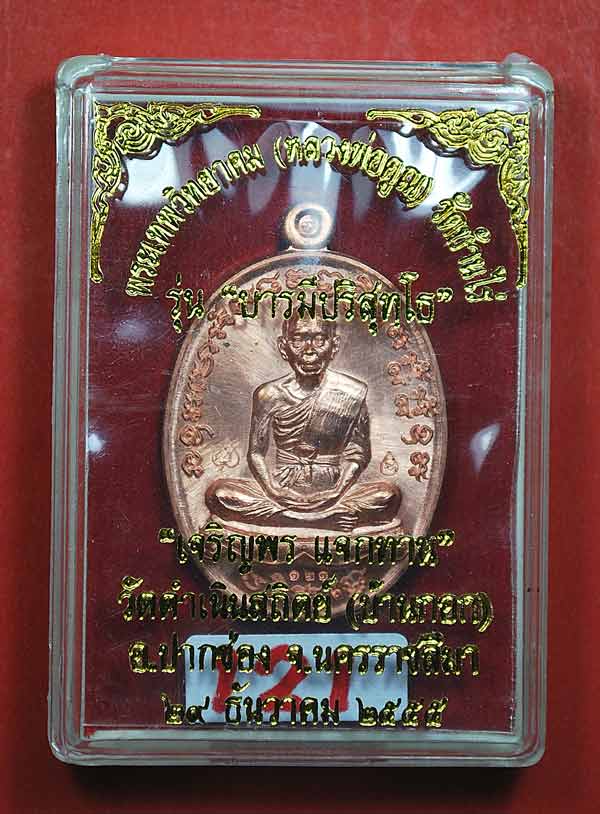 พระเทพวิทยาคม (หลวงพ่อคูณ) วัดบ้านไร่
รุ่น "บารมีปริสุทฺโธ"
"เจริญพร แจกทาน"
วัดดำเนินสถิตย์ (บ้านกอก)
อ.ปากช่อง จ.นครราชสีมา
๒๙ ธันวาคม ๒๕๕๕
121